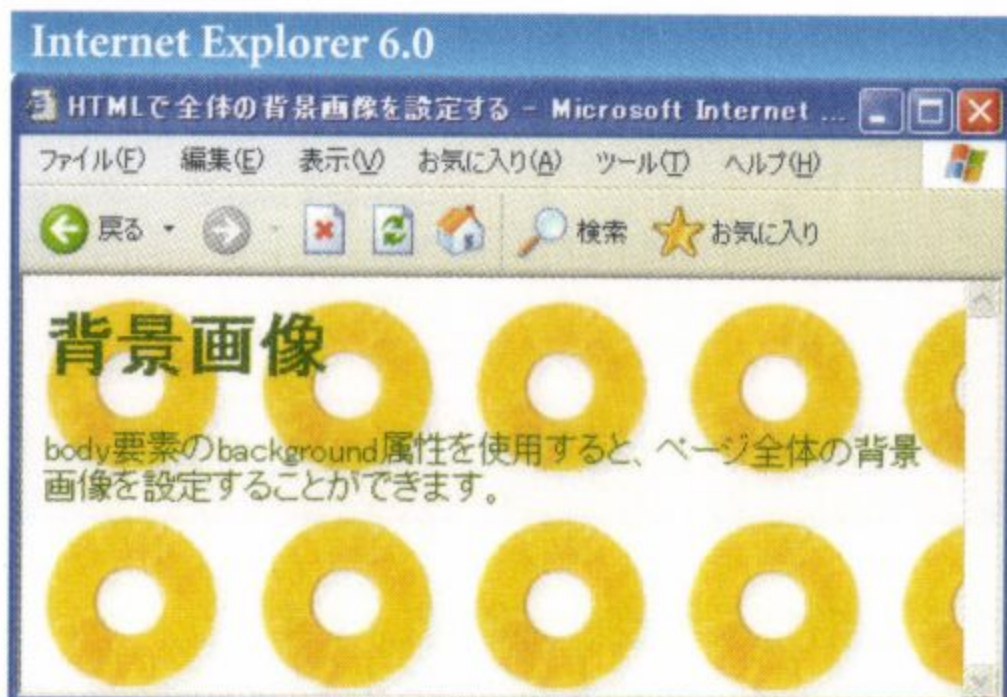 Internet Explorer 6.0
HTMLで全体の背景画像を設定する - Microsoft Internet ...
ファイル(F) 編集(E) 表示(V) お気に入り(A) ツール(T) ヘルプ(H)
戻る 検索 お気に入り
背景画像
body要素のbackground属性を使用すると、ページ全体の背景
画像を設定することができます。